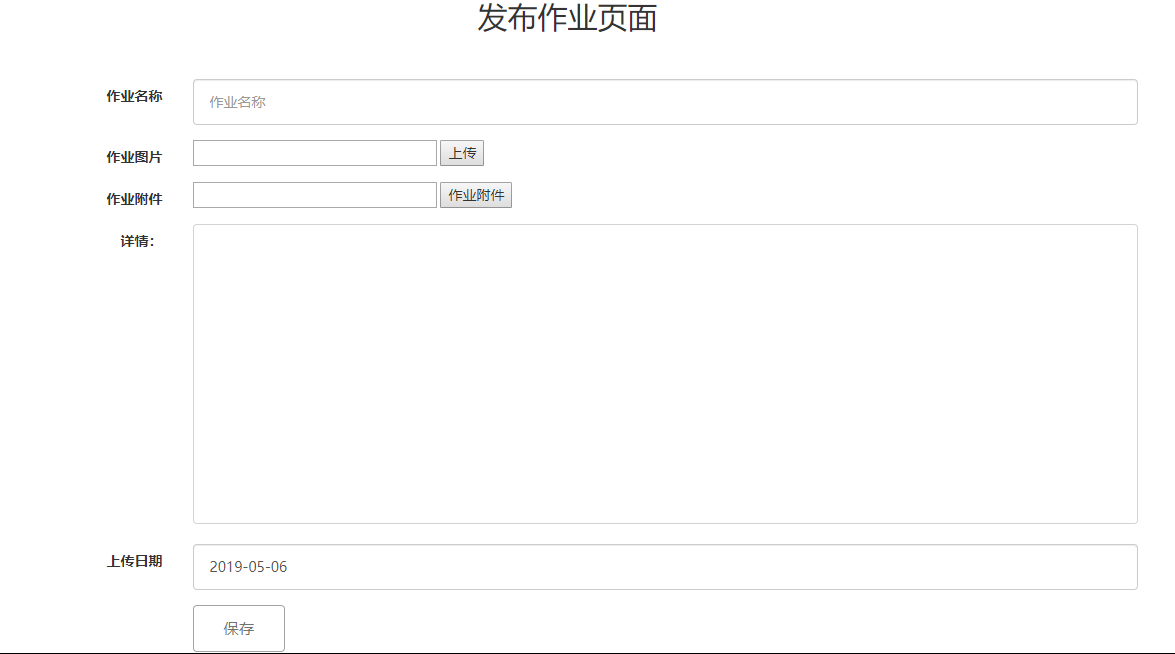 发布作业页面
作业名称 作业名称
作业图片 上传
作业附件 作业附件
详情：
上传日期 2019-05-06
保存